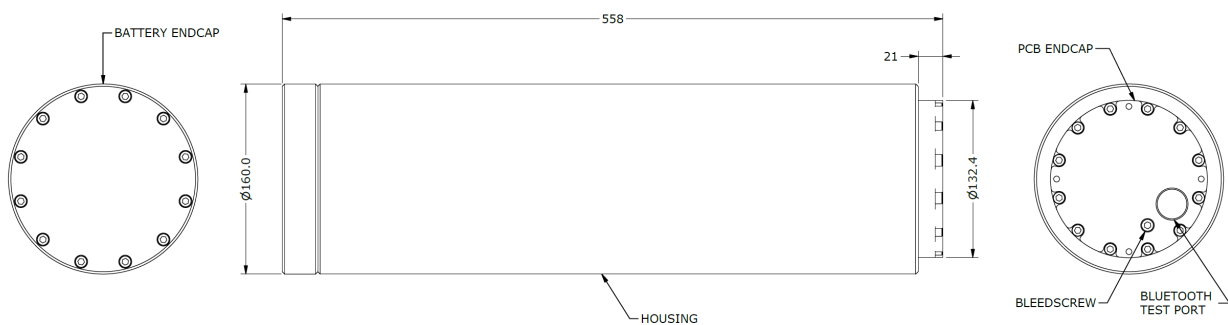 BATTERY ENDCAP
558
21
PCB ENDCAP
Ø160.0
Ø132.4
HOUSING
BLEEDSCREW
BLUETOOTH
TEST PORT